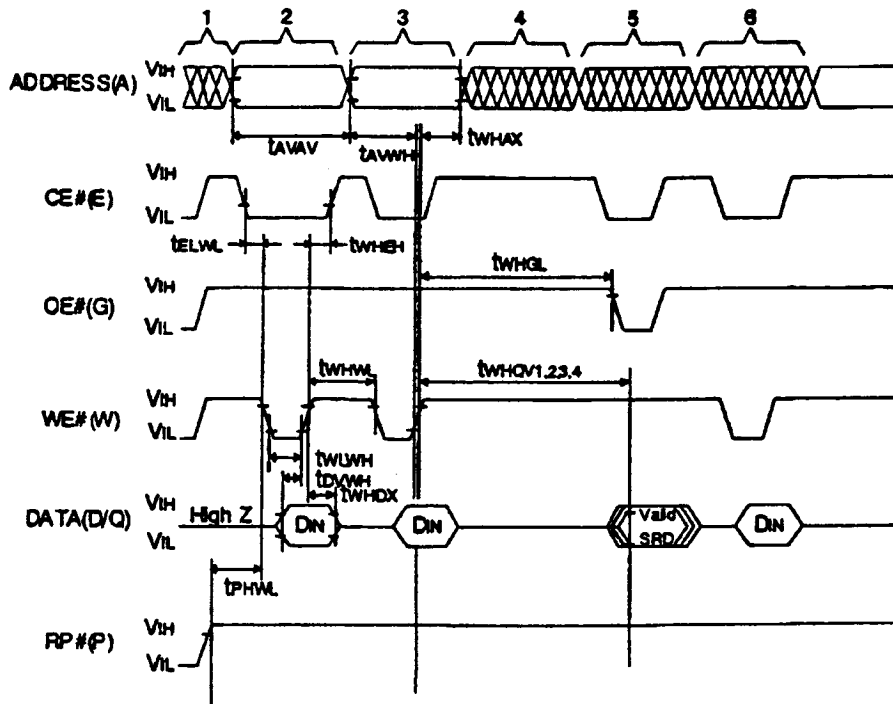 1 2 3 4 5 6
ADDRESS(A)
VIH
VIL
tAVAV
tAVWH
tWHAX
CE#(E)
VIH
VIL
tELWL
tWHEH
OE#(G)
VIH
VIL
tWHGL
WE#(W)
VIH
VIL
tWHWL
tWHQV1,2,3,4
tWLWH
tDVWH
tWHDX
DATA(D/Q)
VIH
VIL
High Z
DIN
DIN
Valid
SRD
DIN
tPHWL
RP#(P)
VIH
VIL